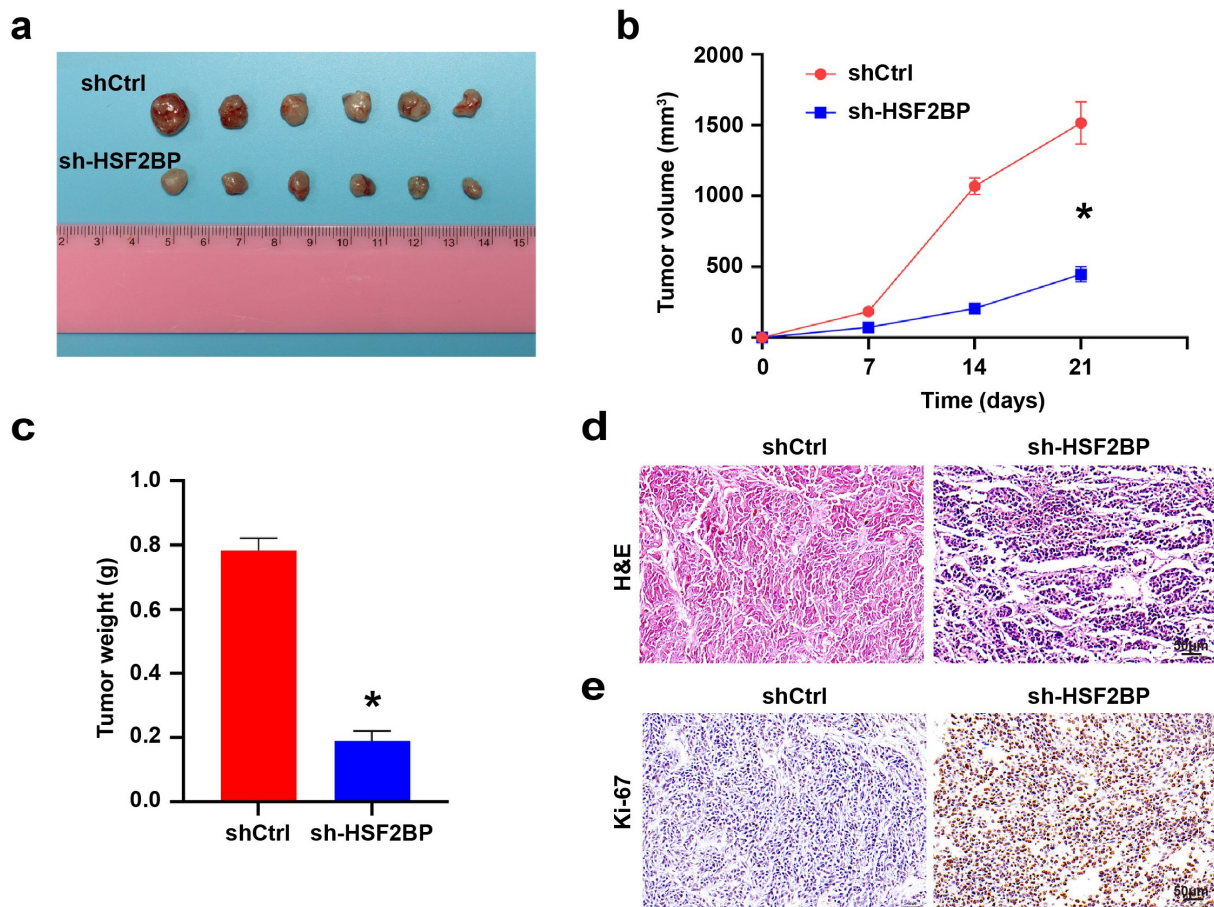 a
shCtrl
sh-HSF2BP
2 3 4 5 6 7 8 9 10 11 12 13 14 15
b
Tumor volume (mm³)
2000
1500
1000
500
0
shCtrl
sh-HSF2BP
*
0 7 14 21
Time (days)
c
Tumor weight (g)
1.0
0.8
0.6
0.4
0.2
0.0
*
shCtrl sh-HSF2BP
d
shCtrl sh-HSF2BP
H&E
50μm
e
shCtrl sh-HSF2BP
Ki-67
50μm